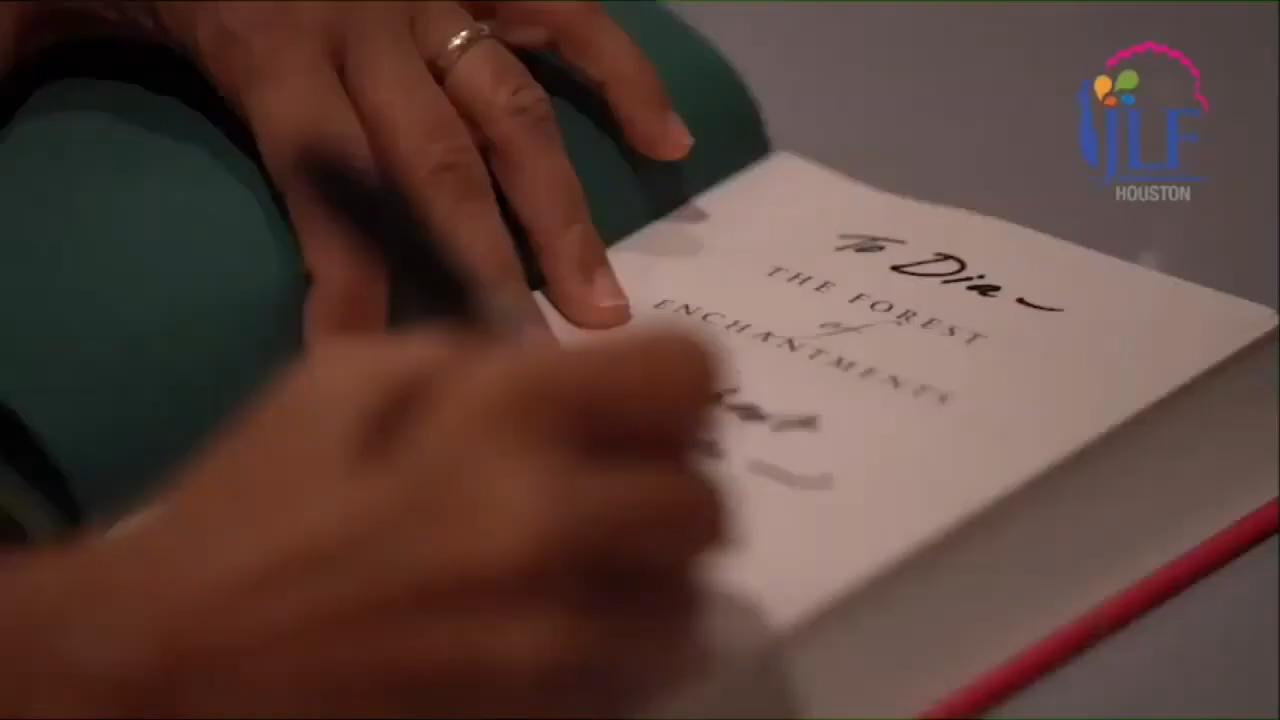 JLF
HOUSTON
To Dia -
THE FOREST
of
ENCHANTMENTS